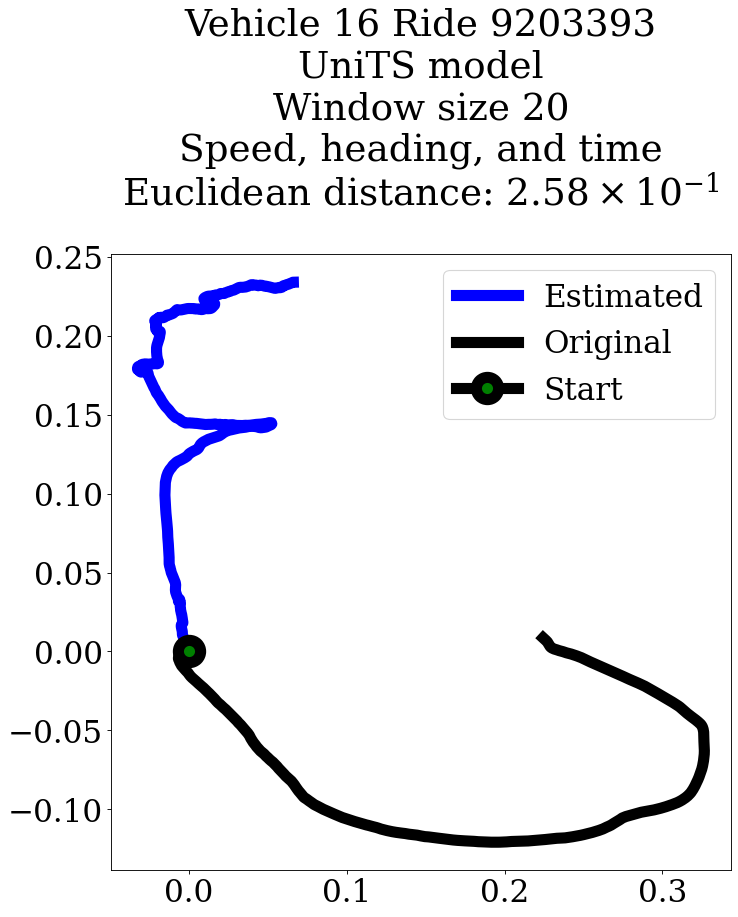 Vehicle 16 Ride 9203393
UniTS model
Window size 20
Speed, heading, and time
Euclidean distance: 2.58 × 10⁻¹
Estimated
Original
Start
0.25
0.20
0.15
0.10
0.05
0.00
−0.05
−0.10
0.0 0.1 0.2 0.3